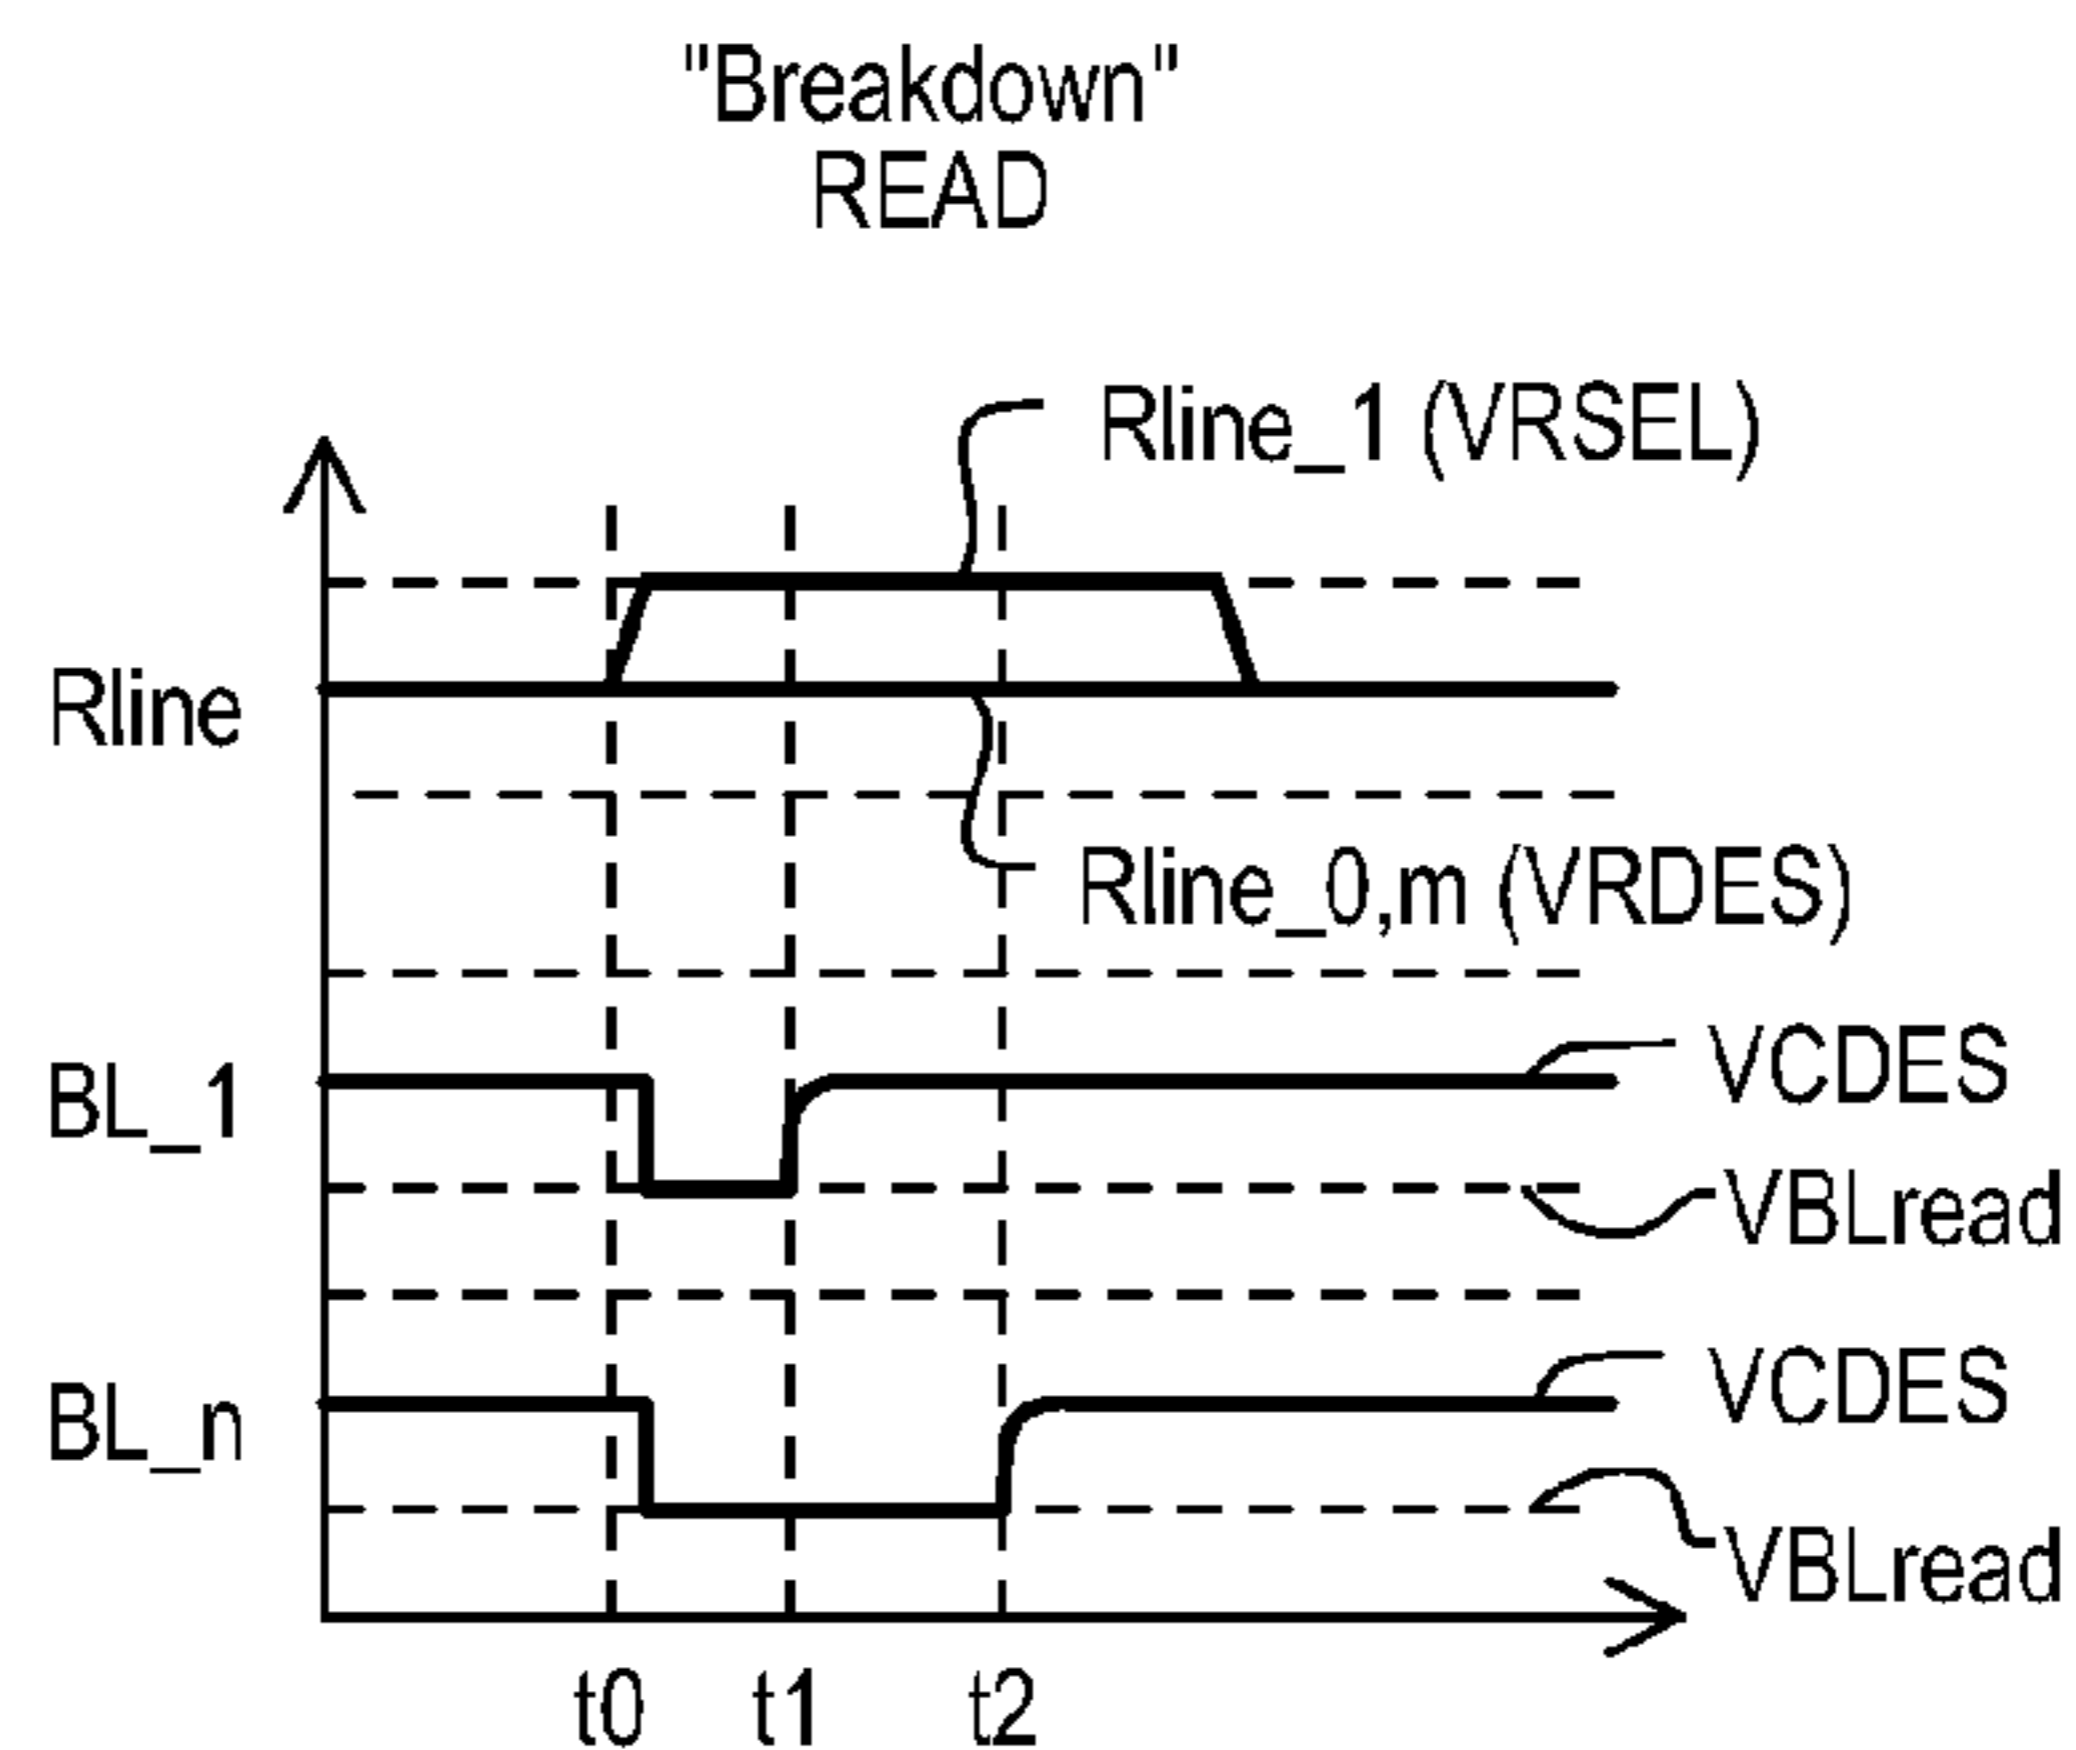 "Breakdown"
READ
Rline_1 (VRSEL)
Rline
Rline_0,m (VRDES)
VCDES
BL_1
VBLread
VCDES
BL_n
VBLread
t0 t1 t2